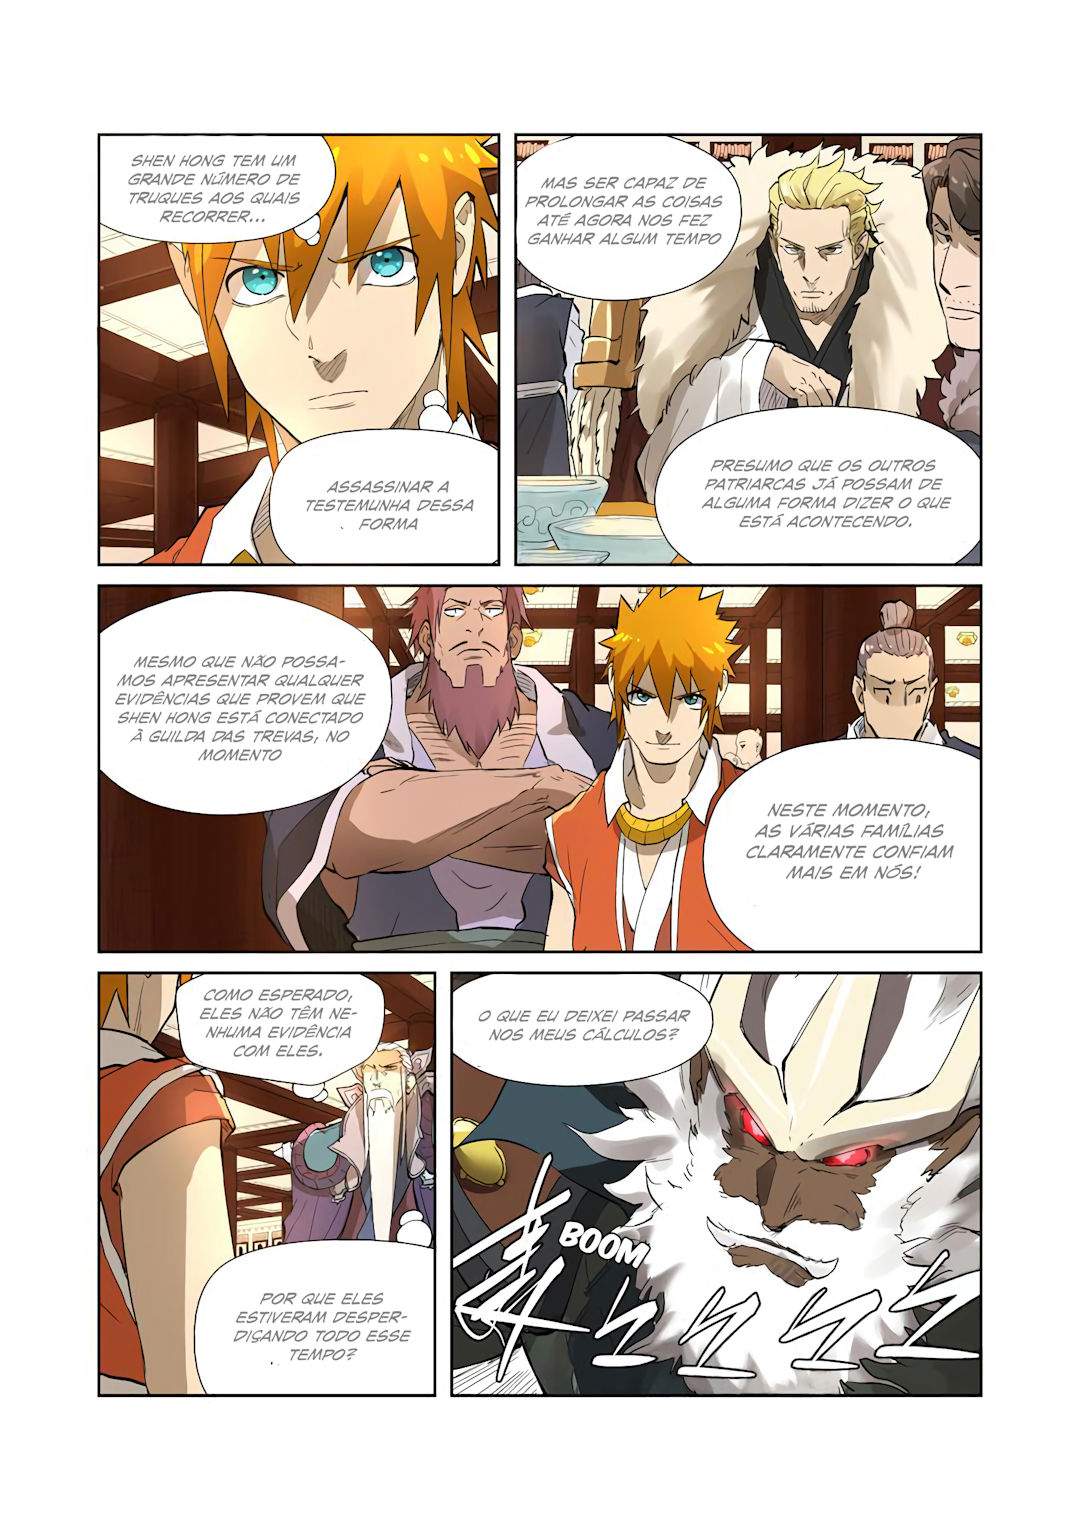 SHEN HONG TEM UM
GRANDE NÚMERO DE
TRUQUES AOS QUAIS
RECORRER...
ASSASSINAR A
TESTEMUNHA DESSA
FORMA
MAS SER CAPAZ DE
PROLONGAR AS COISAS
ATÉ AGORA NOS FEZ
GANHAR ALGUM TEMPO
PRESUMO QUE OS OUTROS
PATRIARCAS JÁ POSSAM DE
ALGUMA FORMA DIZER O QUE
ESTÁ ACONTECENDO.
MESMO QUE NÃO POSSA-
MOS APRESENTAR QUALQUER
EVIDÊNCIAS QUE PROVEM QUE
SHEN HONG ESTÁ CONECTADO
À GUILDA DAS TREVAS, NO
MOMENTO
NESTE MOMENTO,
AS VÁRIAS FAMÍLIAS
CLARAMENTE CONFIAM
MAIS EM NÓS!
COMO ESPERADO,
ELES NÃO TÊM NE-
NHUMA EVIDÊNCIA
COM ELES.
POR QUE ELES
ESTIVERAM DESPER-
DIÇANDO TODO ESSE
TEMPO?
O QUE EU DEIXEI PASSAR
NOS MEUS CÁLCULOS?
BOOM